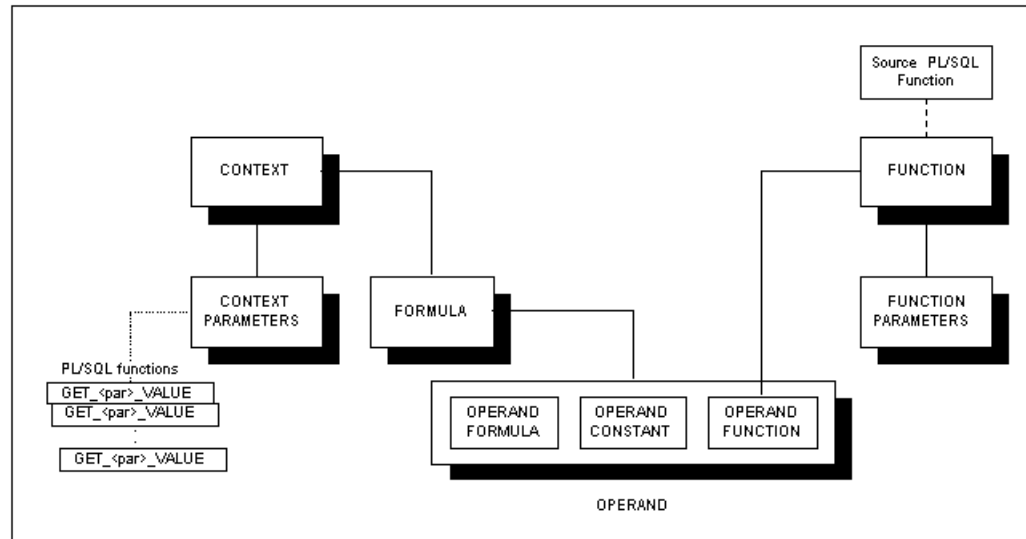 Source PL/SQL
Function
CONTEXT
FUNCTION
CONTEXT
PARAMETERS
FORMULA
FUNCTION
PARAMETERS
PL/SQL functions
GET_<par>_VALUE
GET_<par>_VALUE
GET_<par>_VALUE
OPERAND
FORMULA
OPERAND
CONSTANT
OPERAND
FUNCTION
OPERAND